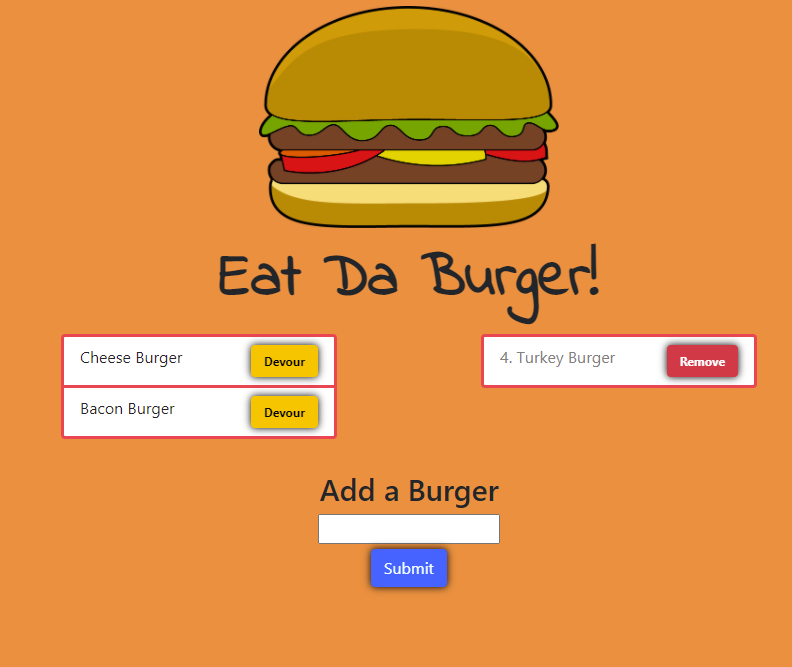 Eat Da Burger!
Cheese Burger
Devour
Bacon Burger
Devour
4. Turkey Burger
Remove
Add a Burger
Submit